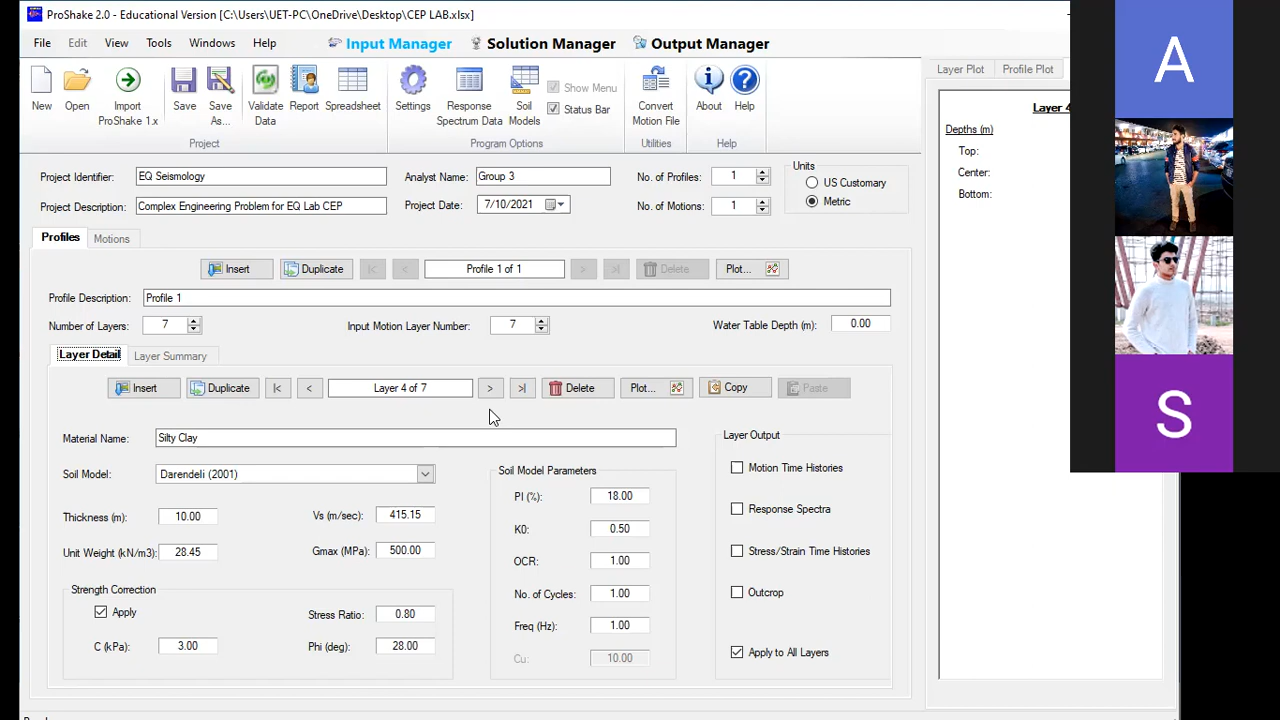 ProShake 2.0 - Educational Version [C:\Users\UET-PC\OneDrive\Desktop\CEP LAB.xlsx]
File Edit View Tools Windows Help Input Manager Solution Manager Output Manager
New Open Import ProShake 1.x Save Save As... Validate Data Report Spreadsheet Settings Response Spectrum Data Soil Models Show Menu Status Bar Convert Motion File About Help
Project Program Options Utilities Help
Layer Plot Profile Plot
Layer 4
Depths (m)
Top:
Center:
Bottom:
Project Identifier: EQ Seismology Analyst Name: Group 3 No. of Profiles: 1 Units US Customary
Project Description: Complex Engineering Problem for EQ Lab CEP Project Date: 7/10/2021 No. of Motions: 1 Metric
Profiles Motions
Insert Duplicate |< < Profile 1 of 1 > >| Delete Plot...
Profile Description: Profile 1
Number of Layers: 7 Input Motion Layer Number: 7 Water Table Depth (m): 0.00
Layer Detail Layer Summary
Insert Duplicate |< < Layer 4 of 7 > >| Delete Plot... Copy Paste
Material Name: Silty Clay
Soil Model: Darendeli (2001)
Thickness (m): 10.00 Vs (m/sec): 415.15
Unit Weight (kN/m3): 28.45 Gmax (MPa): 500.00
Strength Correction
Apply Stress Ratio: 0.80
C (kPa): 3.00 Phi (deg): 28.00
Soil Model Parameters
PI (%): 18.00
K0: 0.50
OCR: 1.00
No. of Cycles: 1.00
Freq (Hz): 1.00
Cu: 10.00
Layer Output
Motion Time Histories
Response Spectra
Stress/Strain Time Histories
Outcrop
Apply to All Layers
A
S